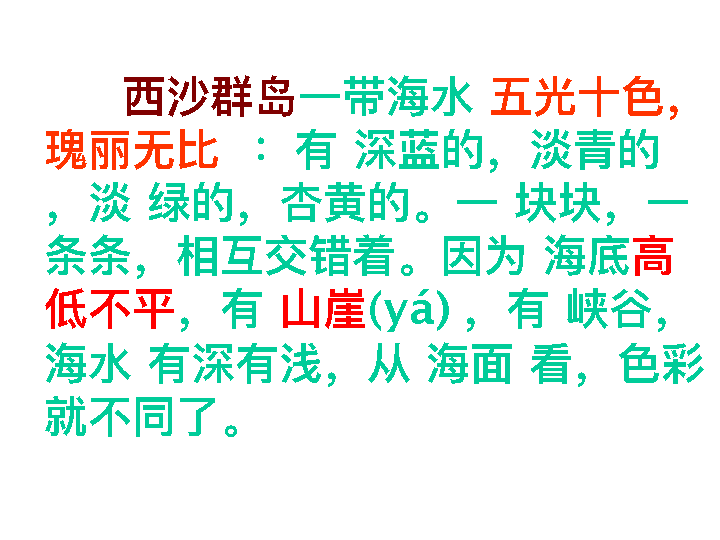 西沙群岛一带海水 五光十色，
瑰丽无比 ：有 深蓝的，淡青的
，淡 绿的，杏黄的。一 块块，一
条条，相互交错着。因为 海底高
低不平，有 山崖(yá) ，有 峡谷，
海水 有深有浅，从 海面 看，色彩
就不同了。